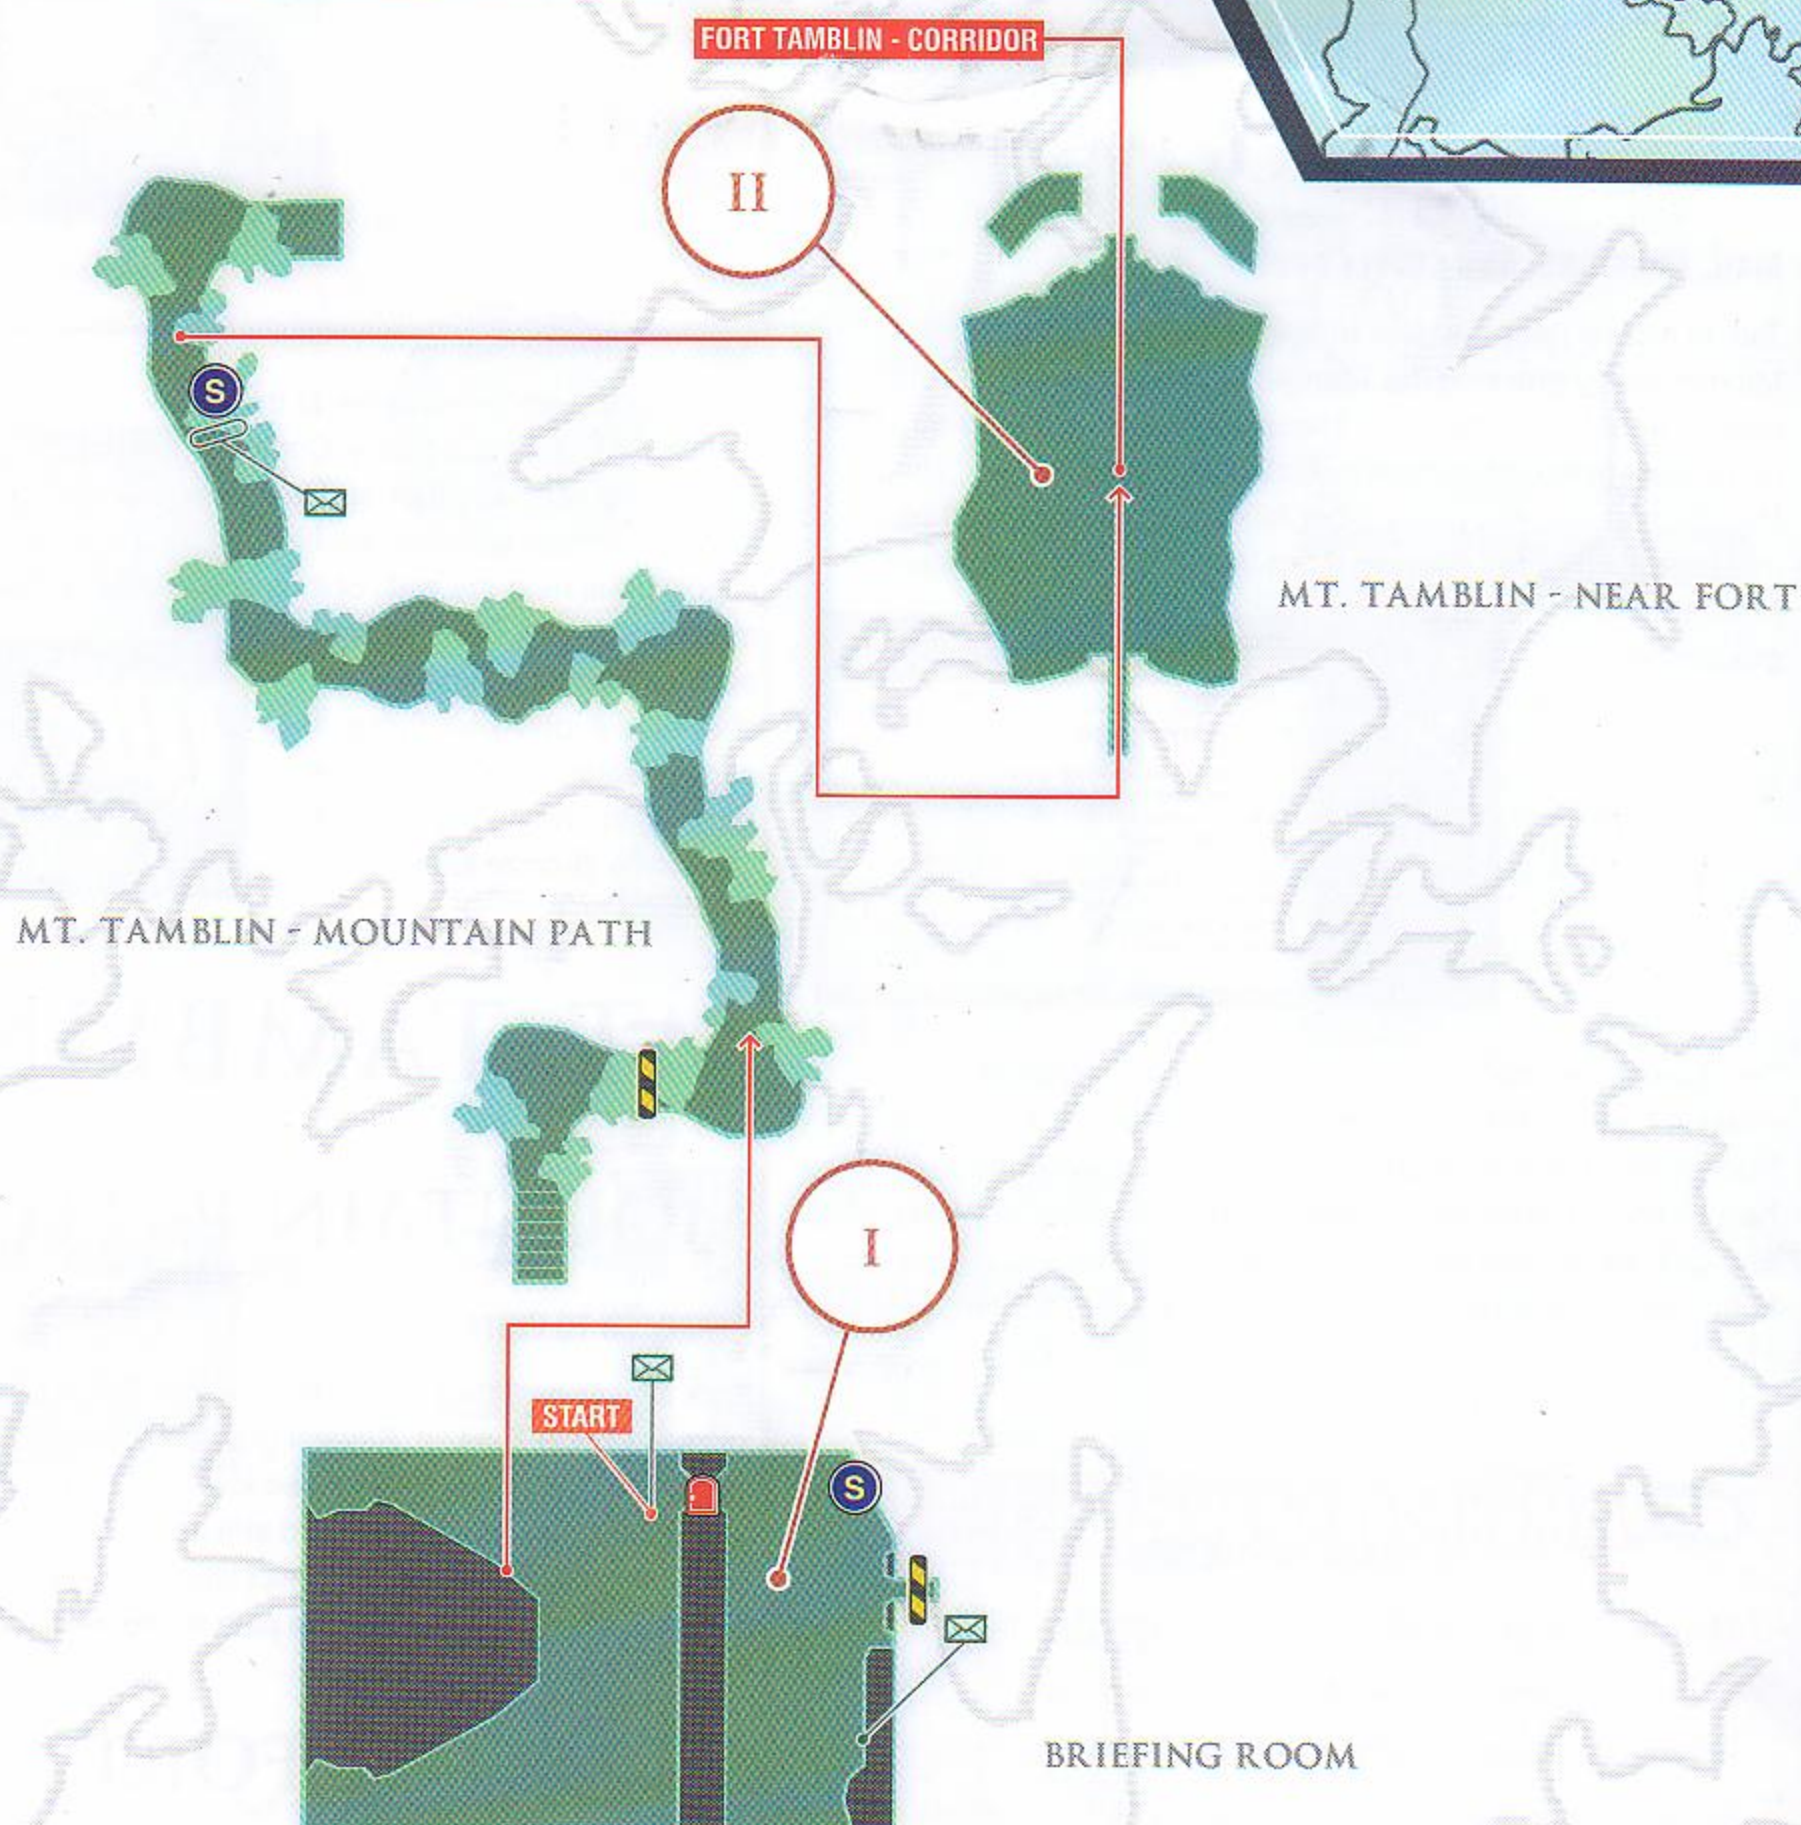 FORT TAMBLIN - CORRIDOR
II
S
MT. TAMBLIN - NEAR FORT
MT. TAMBLIN - MOUNTAIN PATH
I
START
S
BRIEFING ROOM